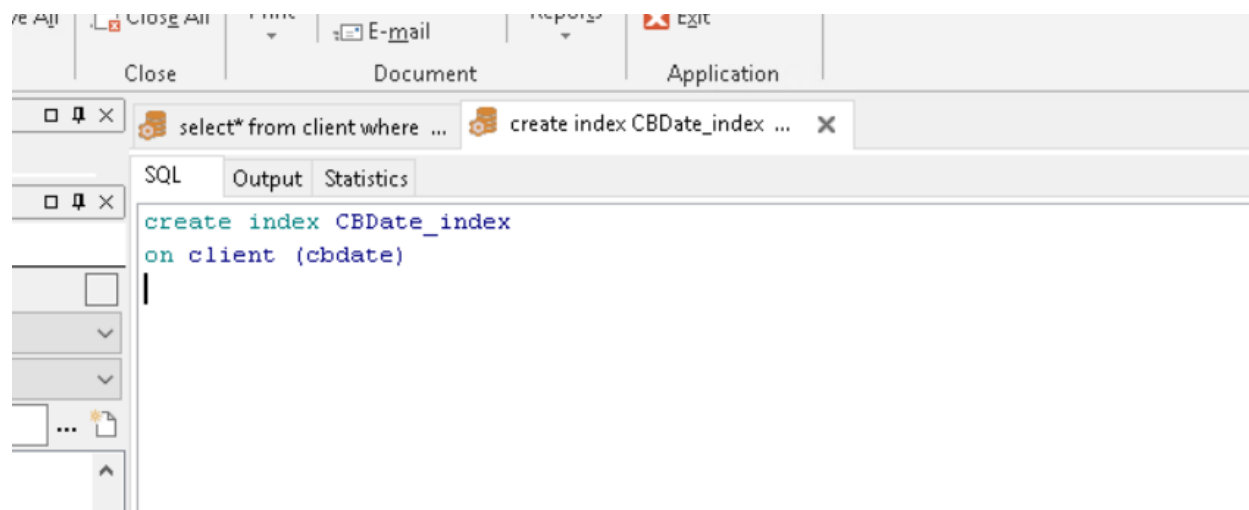 Close All
E-mail
Exit
Close
Document
Application
select* from client where ...
create index CBDate_index ...
SQL
Output
Statistics
create index CBDate_index
on client (cbdate)
...